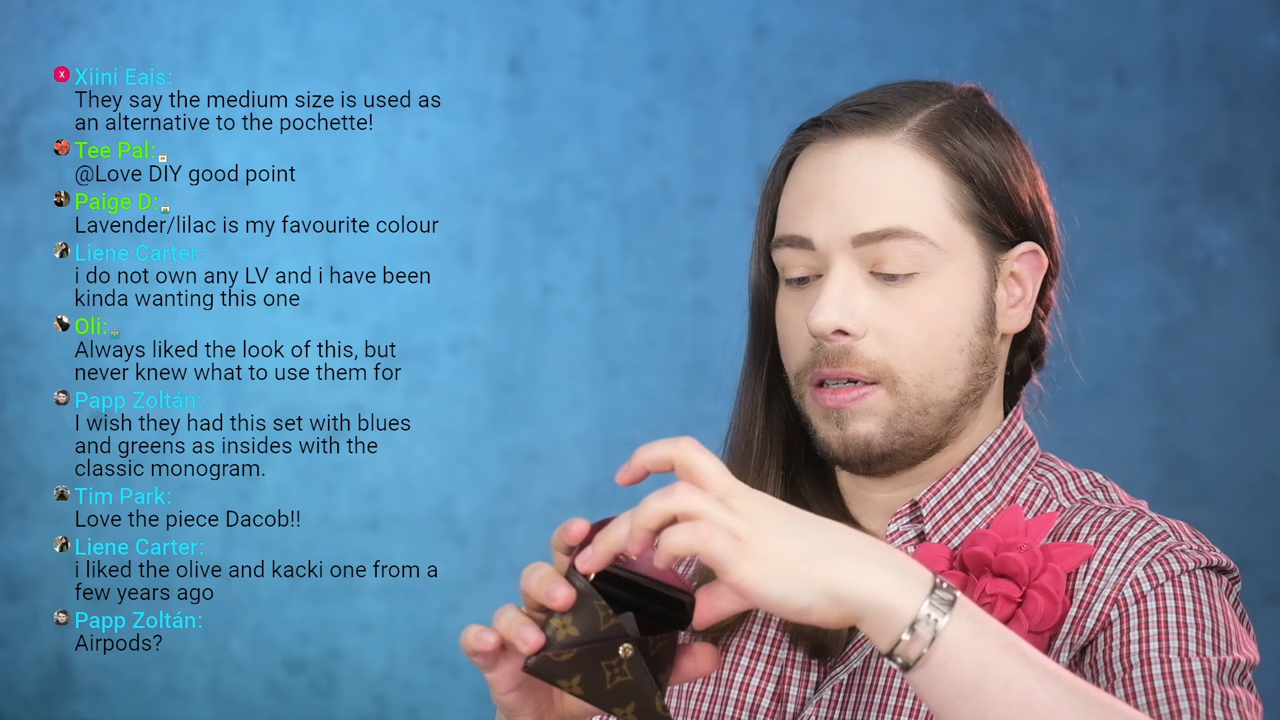 X
Xiini Eais:
They say the medium size is used as
an alternative to the pochette!
Tee Pal:
@Love DIY good point
Paige D:
Lavender/lilac is my favourite colour
Liene Carter:
i do not own any LV and i have been
kinda wanting this one
Oli:
Always liked the look of this, but
never knew what to use them for
Papp Zoltán:
I wish they had this set with blues
and greens as insides with the
classic monogram.
Tim Park:
Love the piece Dacob!!
Liene Carter:
i liked the olive and kacki one from a
few years ago
Papp Zoltán:
Airpods?